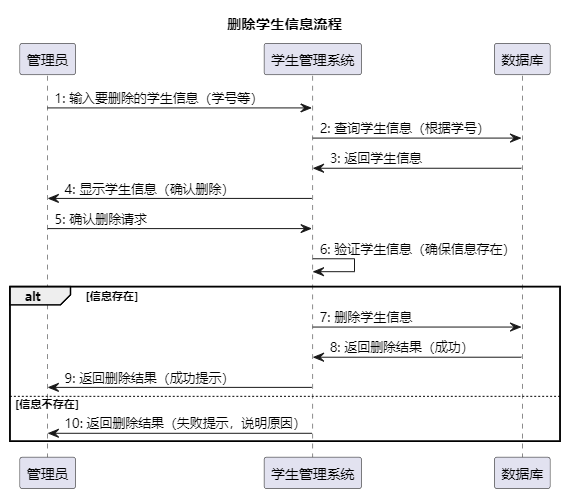 删除学生信息流程
管理员 学生管理系统 数据库
1: 输入要删除的学生信息（学号等）
2: 查询学生信息（根据学号）
3: 返回学生信息
4: 显示学生信息（确认删除）
5: 确认删除请求
6: 验证学生信息（确保信息存在）
alt [信息存在]
7: 删除学生信息
8: 返回删除结果（成功）
9: 返回删除结果（成功提示）
[信息不存在]
10: 返回删除结果（失败提示，说明原因）
管理员 学生管理系统 数据库